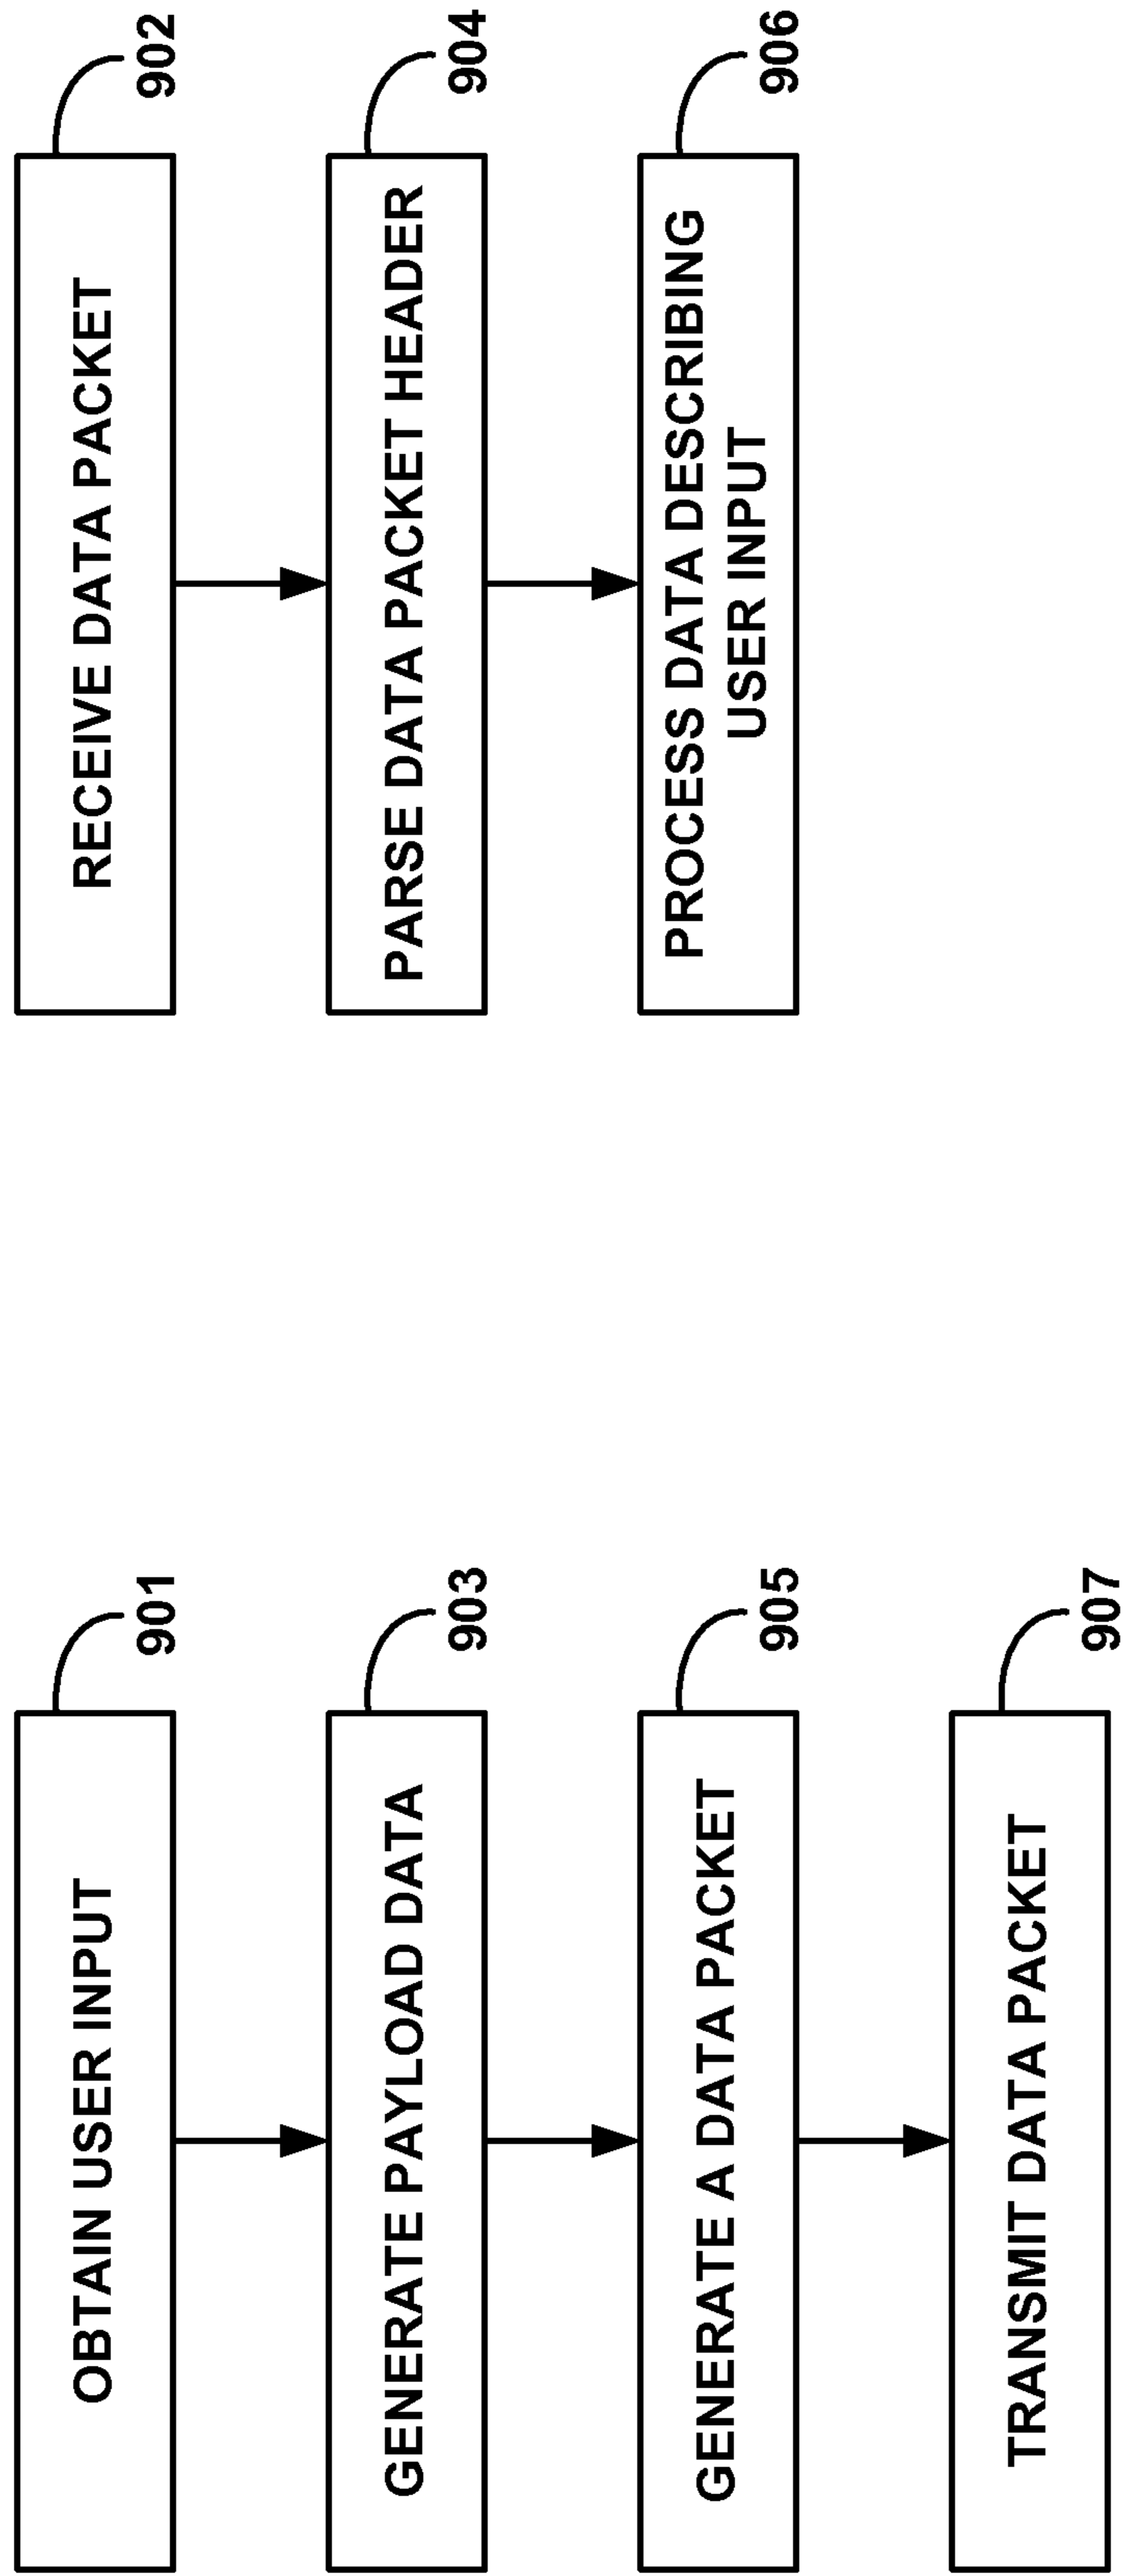 OBTAIN USER INPUT
901
GENERATE PAYLOAD DATA
903
GENERATE A DATA PACKET
905
TRANSMIT DATA PACKET
907
RECEIVE DATA PACKET
902
PARSE DATA PACKET HEADER
904
PROCESS DATA DESCRIBING
USER INPUT
906